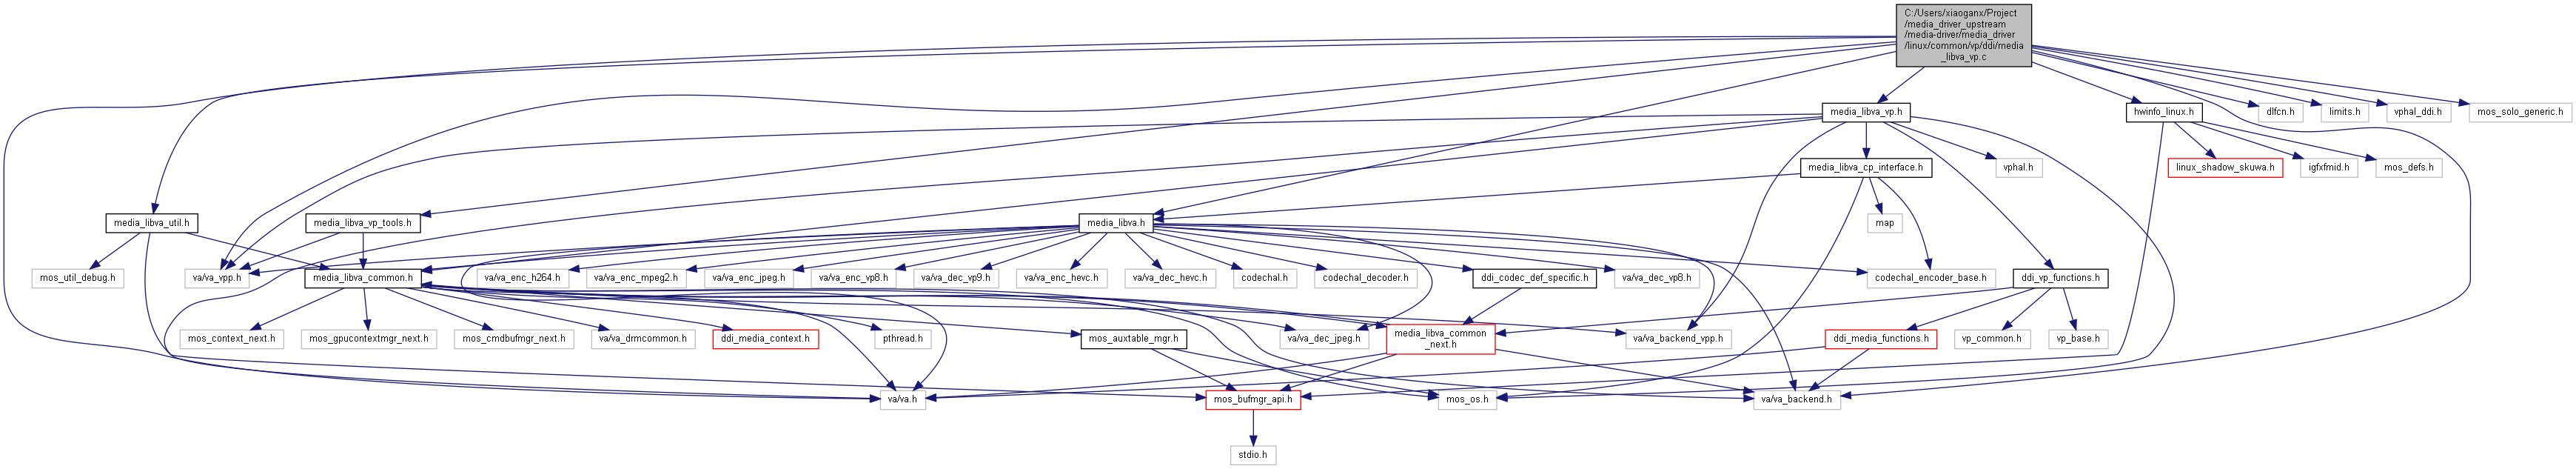 C:/Users/xiaoganx/Project
/media_driver_upstream
/media-driver/media_driver
/linux/common/vp/ddi/media
_libva_vp.c
media_libva_vp.h
hwinfo_linux.h
dlfcn.h
limits.h
vphal_ddi.h
mos_solo_generic.h
media_libva_cp_interface.h
vphal.h
linux_shadow_skuwa.h
igfxfmid.h
mos_defs.h
media_libva_util.h
media_libva_vp_tools.h
media_libva.h
map
mos_util_debug.h
va/va_vpp.h
media_libva_common.h
va/va_enc_h264.h
va/va_enc_mpeg2.h
va/va_enc_jpeg.h
va/va_enc_vp8.h
va/va_dec_vp9.h
va/va_enc_hevc.h
va/va_dec_hevc.h
codechal.h
codechal_decoder.h
ddi_codec_def_specific.h
va/va_dec_vp8.h
codechal_encoder_base.h
ddi_vp_functions.h
mos_context_next.h
mos_gpucontextmgr_next.h
mos_cmdbufmgr_next.h
va/va_drmcommon.h
ddi_media_context.h
pthread.h
mos_auxtable_mgr.h
va/va_dec_jpeg.h
media_libva_common
_next.h
va/va_backend_vpp.h
ddi_media_functions.h
vp_common.h
vp_base.h
va/va.h
mos_bufmgr_api.h
mos_os.h
va/va_backend.h
stdio.h